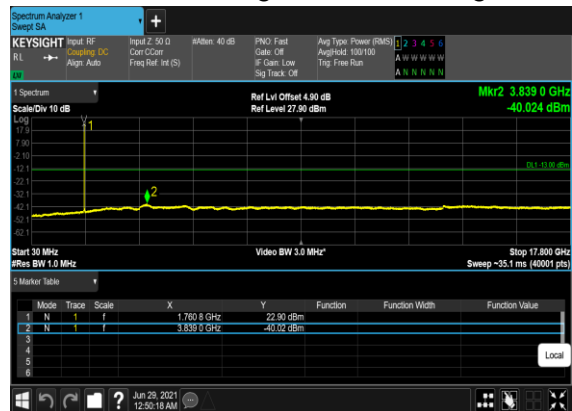 Spectrum Analyzer 1
Swept SA
+
KEYSIGHT Input: RF Input Z: 50 Ω #Atten: 40 dB PNO: Fast Avg Type: Power (RMS) 1 2 3 4 5 6
RL Coupling: DC Corr CCorr Gate: Off Avg|Hold: 100/100 A W W W W W
Align: Auto Freq Ref: Int (S) IF Gain: Low Trig: Free Run
Sig Track: Off A N N N N N
1 Spectrum Ref Lvl Offset 4.90 dB Mkr2 3.839 0 GHz
Scale/Div 10 dB Ref Level 27.90 dBm -40.024 dBm
Log
1
17.9
7.90
-2.10
-12.1 DL1 -13.00 dBm
-22.1
-32.1 2
-42.1
-52.1
-62.1
Start 30 MHz Video BW 3.0 MHz* Stop 17.800 GHz
#Res BW 1.0 MHz Sweep ~35.1 ms (40001 pts)
5 Marker Table
Mode Trace Scale X Y Function Function Width Function Value
1 N 1 f 1.760 8 GHz 22.90 dBm
2 N 1 f 3.839 0 GHz -40.02 dBm
3
4
5
6
Local
? Jun 29, 2021
12:50:18 AM